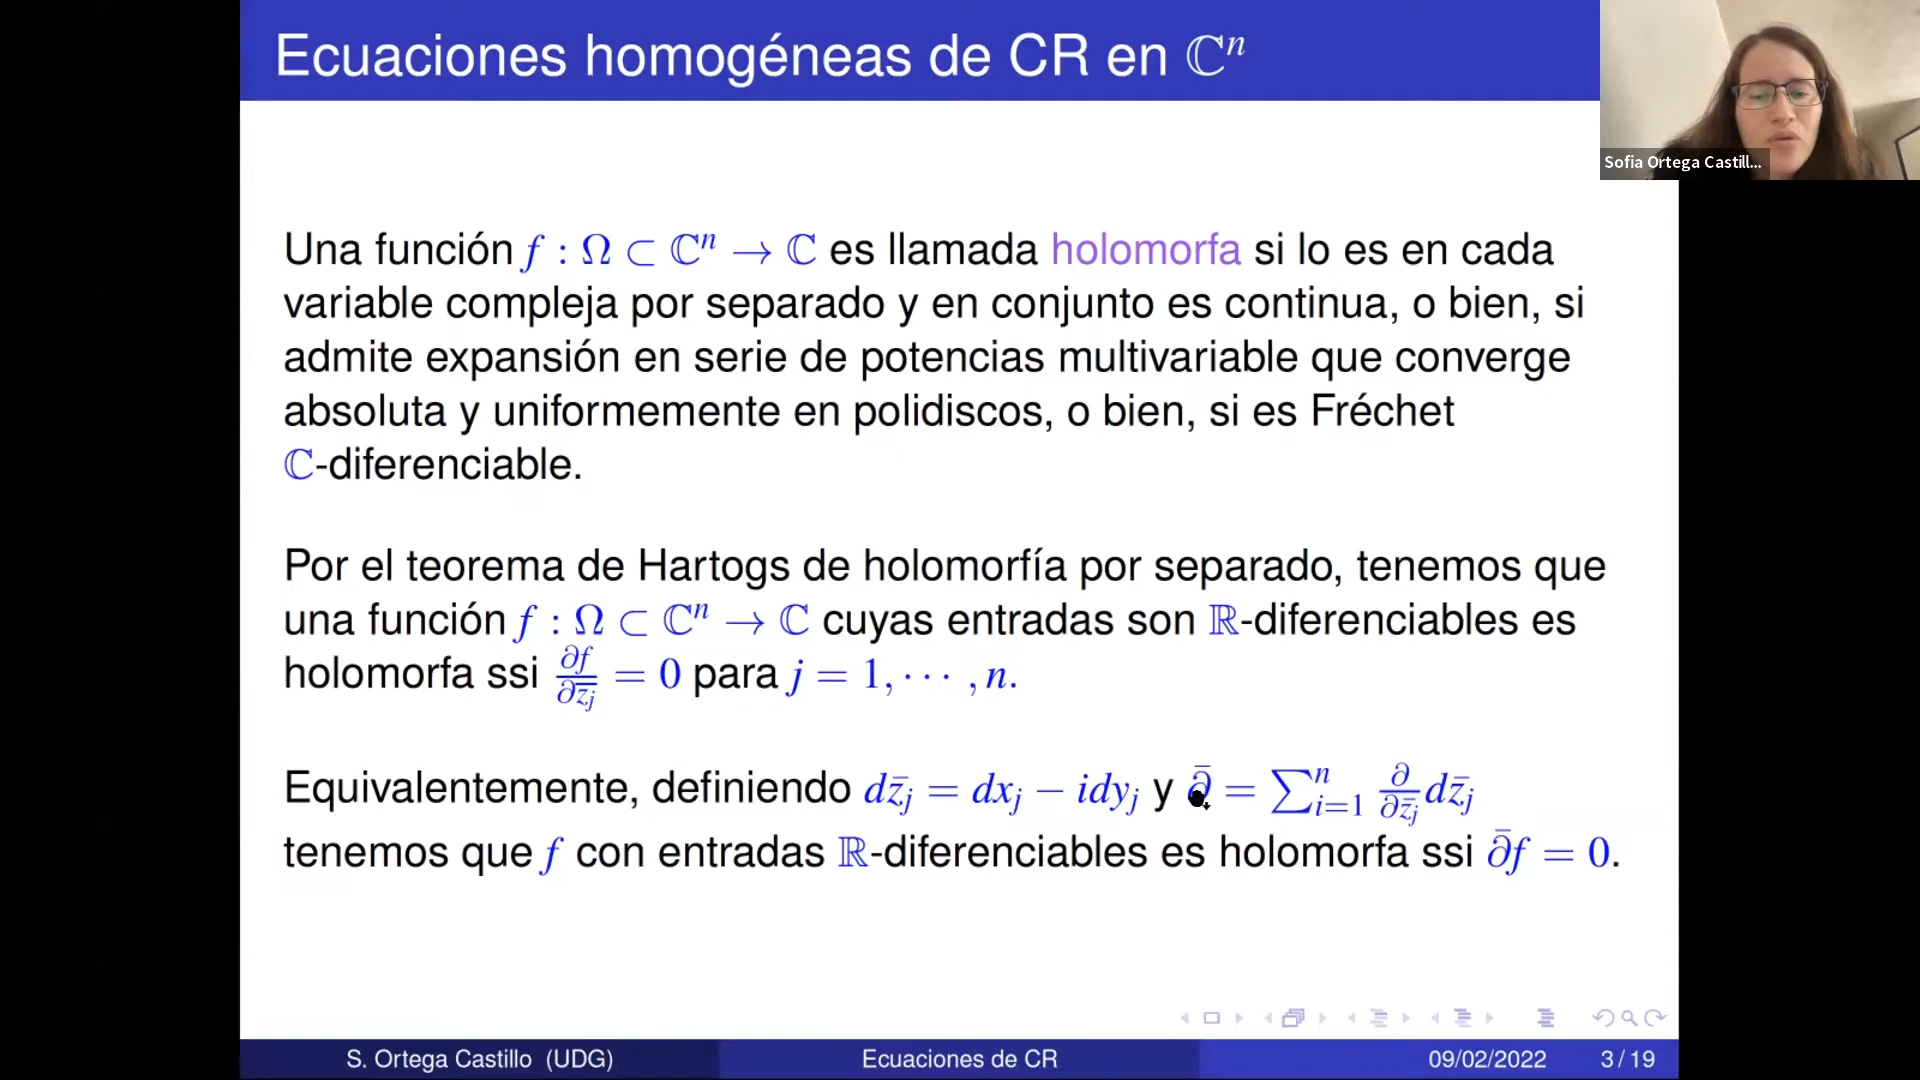 Ecuaciones homogéneas de CR en ℂⁿ
Sofia Ortega Castill...
Una función f : Ω ⊂ ℂⁿ → ℂ es llamada holomorfa si lo es en cada
variable compleja por separado y en conjunto es continua, o bien, si
admite expansión en serie de potencias multivariable que converge
absoluta y uniformemente en polidiscos, o bien, si es Fréchet
ℂ-diferenciable.
Por el teorema de Hartogs de holomorfía por separado, tenemos que
una función f : Ω ⊂ ℂⁿ → ℂ cuyas entradas son ℝ-diferenciables es
holomorfa ssi ∂f/∂z̄ⱼ = 0 para j = 1, ··· , n.
Equivalentemente, definiendo dz̄ⱼ = dxⱼ − idyⱼ y ∂̄ = ∑ⁿᵢ₌₁ ∂/∂z̄ⱼ dz̄ⱼ
tenemos que f con entradas ℝ-diferenciables es holomorfa ssi ∂̄f = 0.
S. Ortega Castillo (UDG) Ecuaciones de CR 09/02/2022 3 / 19